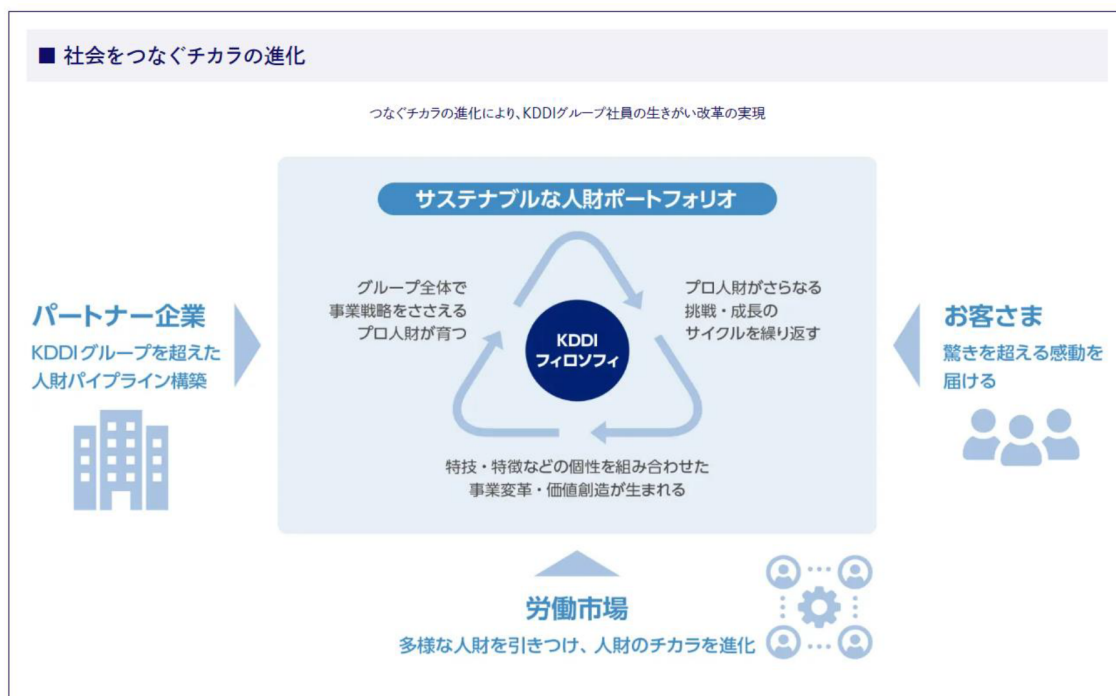 ■ 社会をつなぐチカラの進化
つなぐチカラの進化により、KDDIグループ社員の生きがい改革の実現
サステナブルな人財ポートフォリオ
グループ全体で
事業戦略をささえる
プロ人財が育つ
プロ人財がさらなる
挑戦・成長の
サイクルを繰り返す
KDDI
フィロソフィ
特技・特徴などの個性を組み合わせた
事業変革・価値創造が生まれる
パートナー企業
KDDIグループを超えた
人財パイプライン構築
お客さま
驚きを超える感動を
届ける
労働市場
多様な人財を引きつけ、人財のチカラを進化